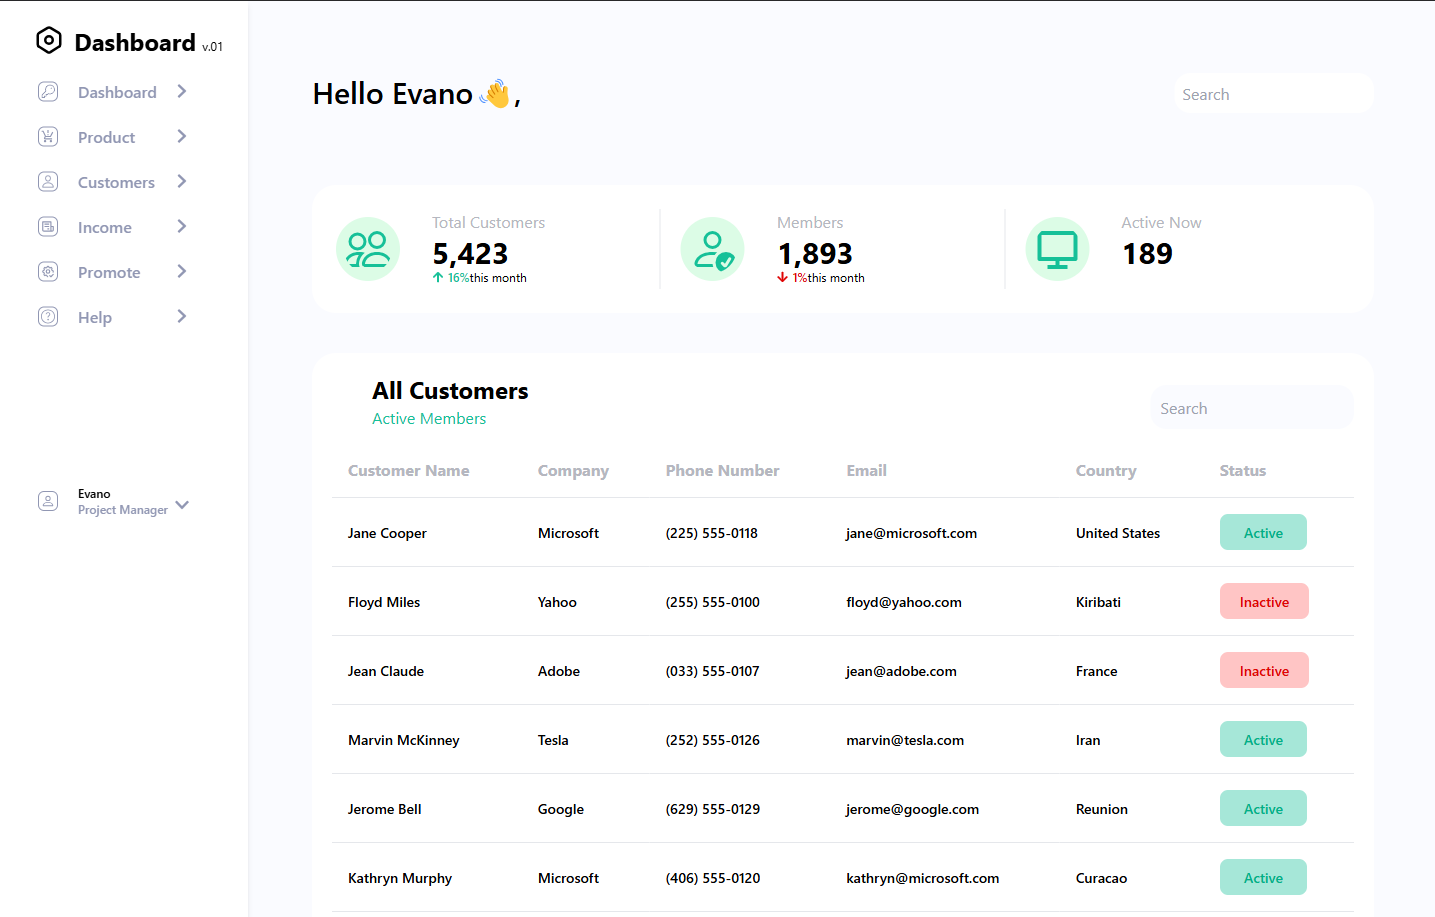 Dashboard v.01
Dashboard
Product
Customers
Income
Promote
Help
Evano
Project Manager
Hello Evano 👋,
Search
Total Customers
5,423
16%this month
Members
1,893
1%this month
Active Now
189
All Customers
Active Members
Search
Customer Name Company Phone Number Email Country Status
Jane Cooper Microsoft (225) 555-0118 jane@microsoft.com United States Active
Floyd Miles Yahoo (255) 555-0100 floyd@yahoo.com Kiribati Inactive
Jean Claude Adobe (033) 555-0107 jean@adobe.com France Inactive
Marvin McKinney Tesla (252) 555-0126 marvin@tesla.com Iran Active
Jerome Bell Google (629) 555-0129 jerome@google.com Reunion Active
Kathryn Murphy Microsoft (406) 555-0120 kathryn@microsoft.com Curacao Active